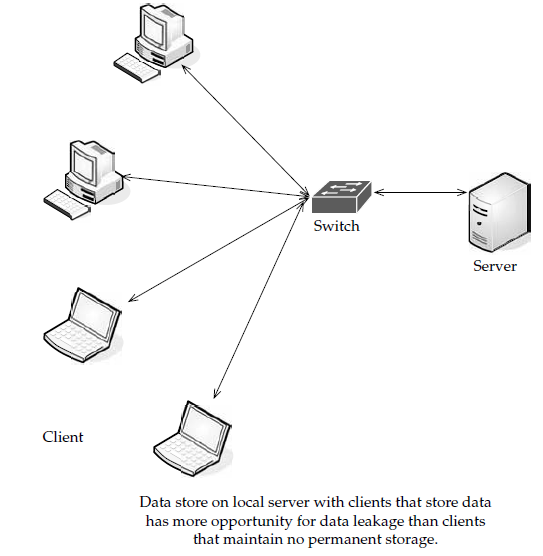 Switch
Server
Client
Data store on local server with clients that store data
has more opportunity for data leakage than clients
that maintain no permanent storage.